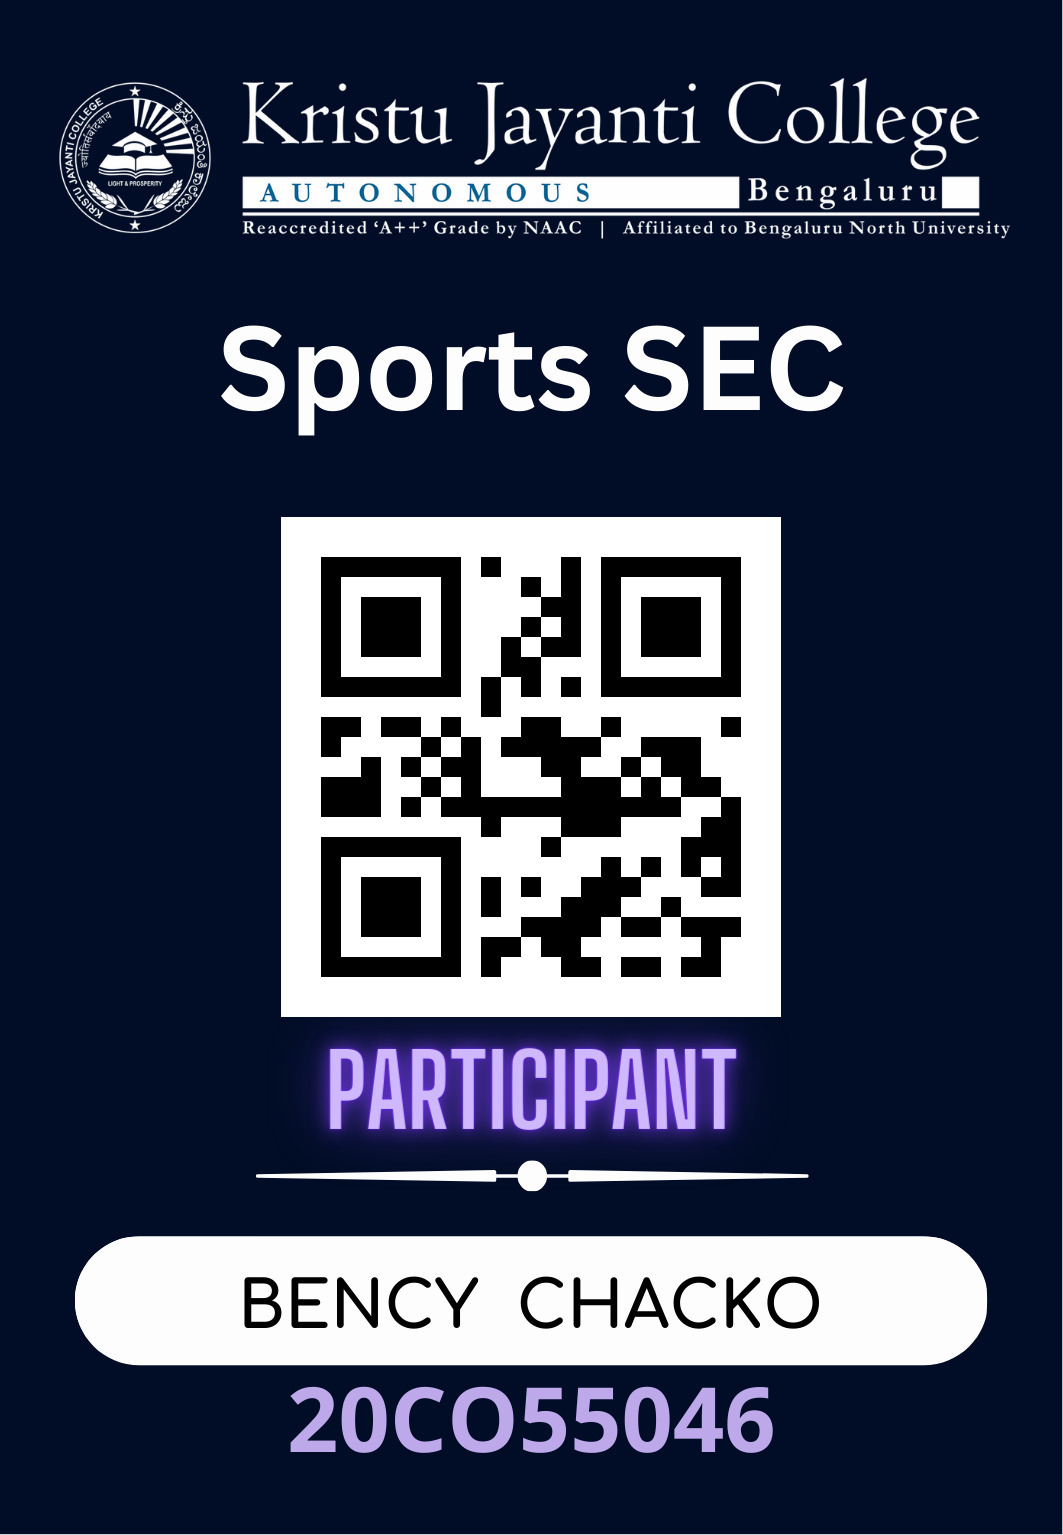 KRISTU JAYANTI COLLEGE
ज्योतिर्संवादाय
ಕ್ರಿಸ್ತು ಜಯಂತಿ ಕಾಲೇಜು
LIGHT & PROSPERITY
Kristu Jayanti College
AUTONOMOUS Bengaluru
Reaccredited ‘A++’ Grade by NAAC | Affiliated to Bengaluru North University
Sports SEC
PARTICIPANT
BENCY CHACKO
20CO55046